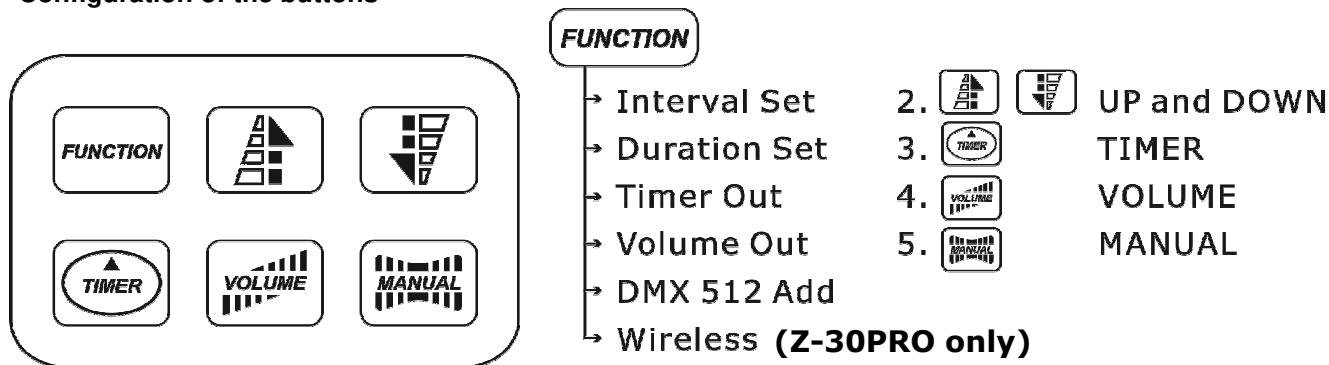 Configuration of the buttons
FUNCTION
TIMER
VOLUME
MANUAL
FUNCTION
Interval Set
Duration Set
Timer Out
Volume Out
DMX 512 Add
Wireless (Z-30PRO only)
2. UP and DOWN
3. TIMER TIMER
4. VOLUME VOLUME
5. MANUAL MANUAL